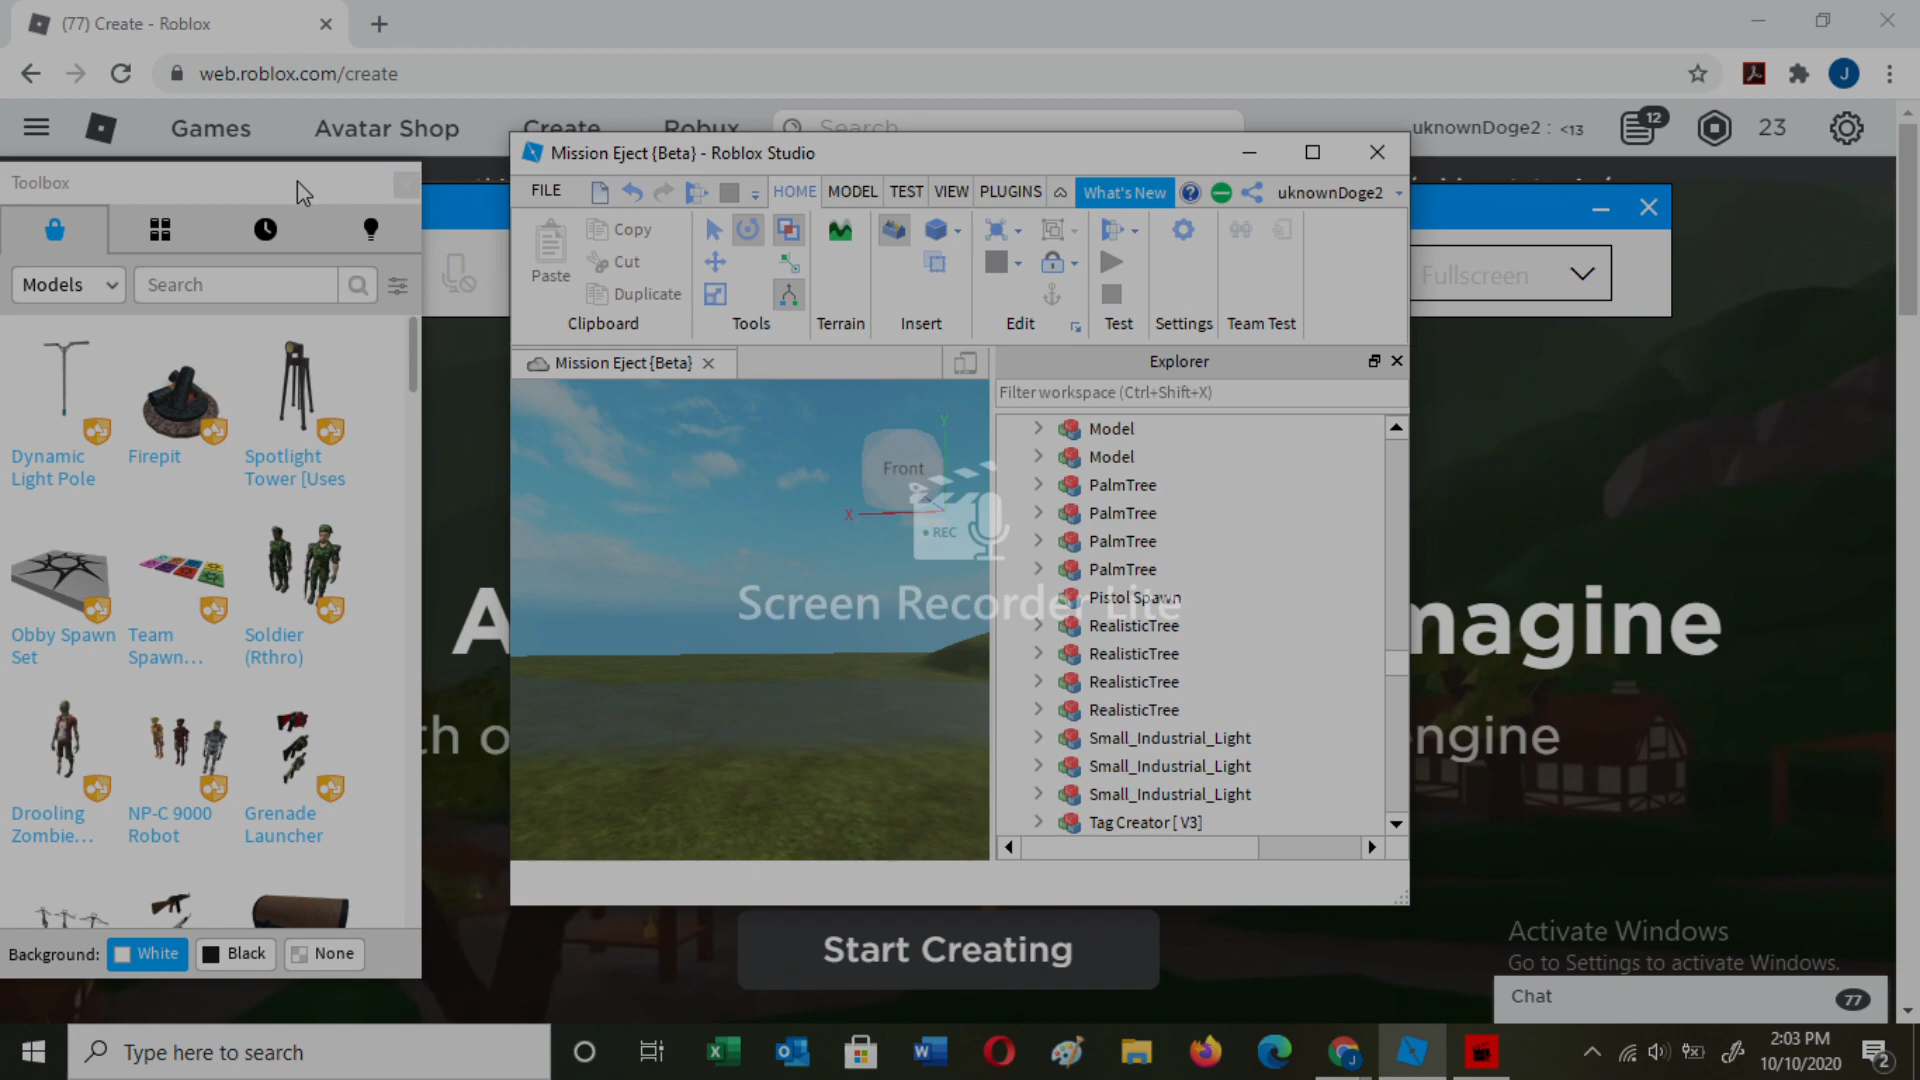 (77) Create - Roblox
web.roblox.com/create
Games Avatar Shop Create Robux Search
uknownDoge2 : <13
12
23
Toolbox
Models Search
Dynamic Light Pole
Firepit
Spotlight Tower [Uses
Obby Spawn Set
Team Spawn...
Soldier (Rthro)
Drooling Zombie...
NP-C 9000 Robot
Grenade Launcher
Background: White Black None
Mission Eject {Beta} - Roblox Studio
FILE HOME MODEL TEST VIEW PLUGINS What's New uknownDoge2
Paste
Copy
Cut
Duplicate
Clipboard Tools Terrain Insert Edit Test Settings Team Test
Mission Eject {Beta}
Explorer
Filter workspace (Ctrl+Shift+X)
Model
Model
PalmTree
PalmTree
PalmTree
PalmTree
Pistol Spawn
RealisticTree
RealisticTree
RealisticTree
RealisticTree
Small_Industrial_Light
Small_Industrial_Light
Small_Industrial_Light
Tag Creator [ V3]
Y
Front
X
REC
Screen Recorder Lite
Fullscreen
A
nagine
th o
ngine
Start Creating
Activate Windows
Go to Settings to activate Windows.
Chat 77
Type here to search
J
2:03 PM
10/10/2020
2